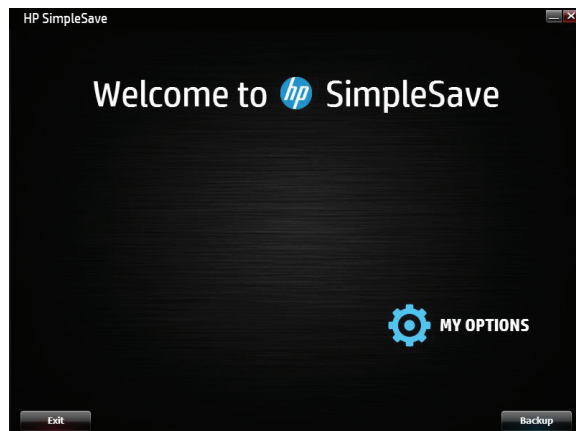 HP SimpleSave
Welcome to hp SimpleSave
MY OPTIONS
Exit
Backup